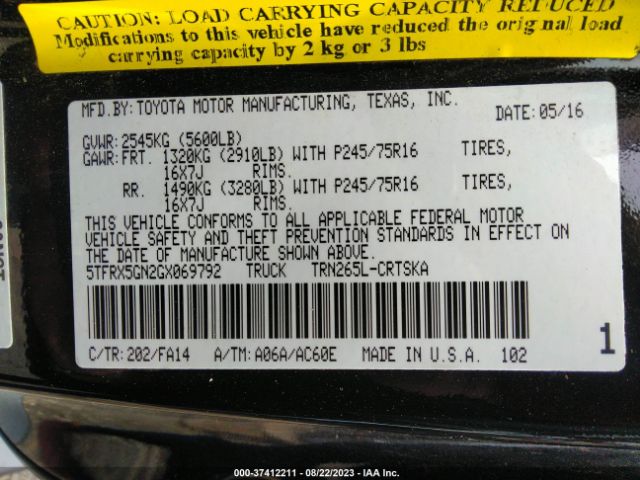 CAUTION: LOAD CARRYING CAPACITY REDUCED
Modifications to this vehicle have reduced the original load
carrying capacity by 2 kg or 3 lbs
MFD.BY:TOYOTA MOTOR MANUFACTURING, TEXAS, INC.
DATE:05/16
GVWR:2545KG (5600LB)
GAWR:FRT. 1320KG (2910LB) WITH P245/75R16 TIRES,
16X7J RIMS.
RR. 1490KG (3280LB) WITH P245/75R16 TIRES,
16X7J RIMS.
THIS VEHICLE CONFORMS TO ALL APPLICABLE FEDERAL MOTOR
VEHICLE SAFETY AND THEFT PREVENTION STANDARDS IN EFFECT ON
THE DATE OF MANUFACTURE SHOWN ABOVE.
5TFRX5GN2GX069792 TRUCK TRN265L-CRTSKA
C/TR:202/FA14 A/TM:A06A/AC60E MADE IN U.S.A. 102
1
000-37412211 - 08/22/2023 - IAA Inc.